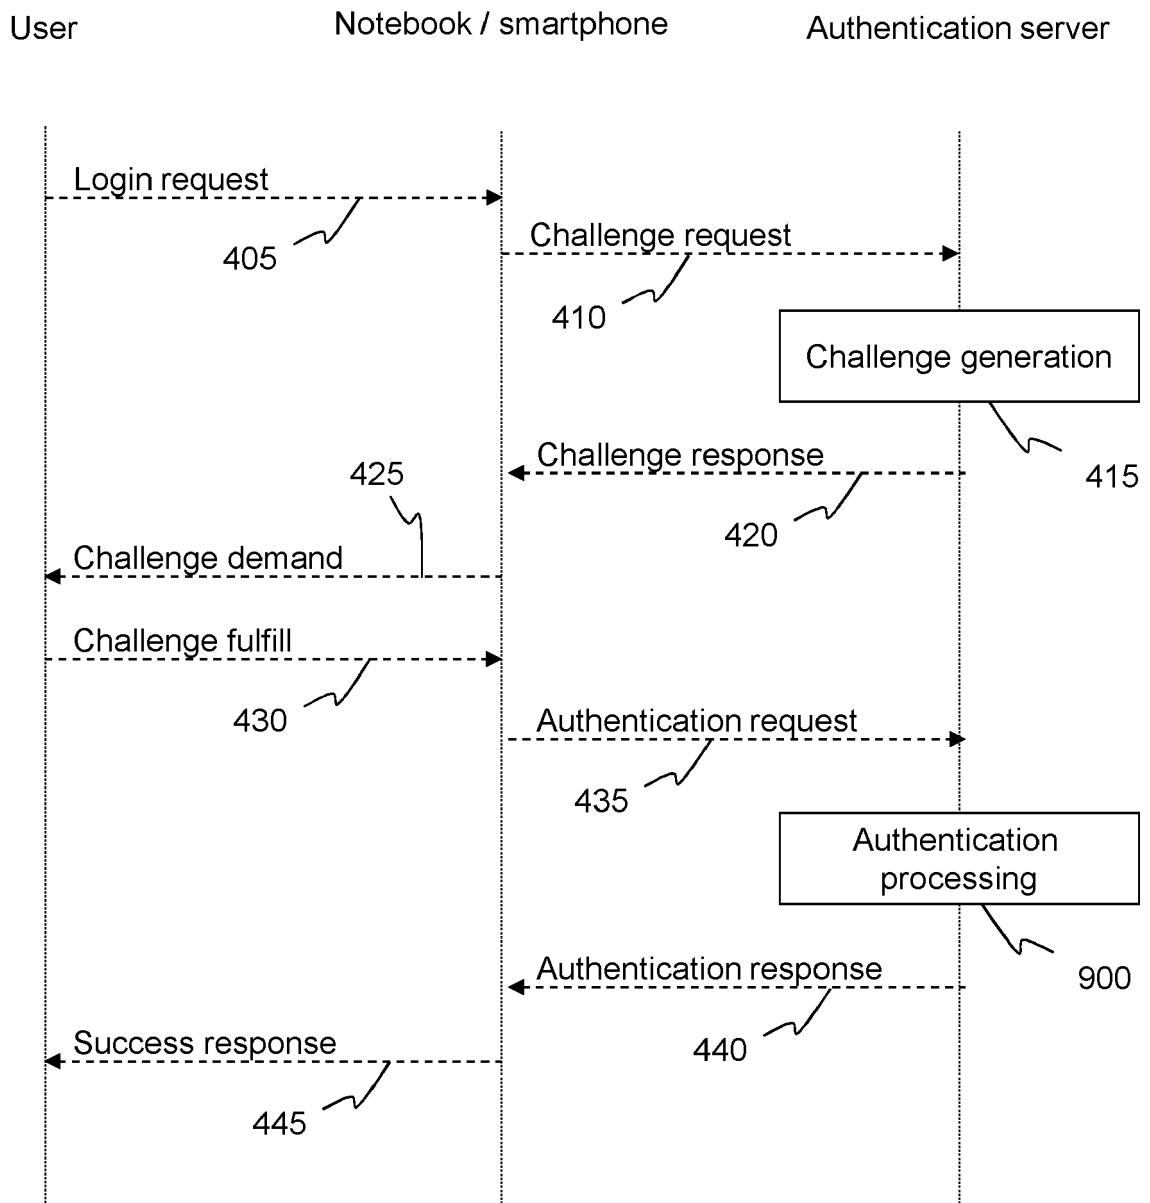 User
Notebook / smartphone
Authentication server
Login request
405
Challenge request
410
Challenge generation
415
Challenge response
420
425
Challenge demand
Challenge fulfill
430
Authentication request
435
Authentication
processing
900
Authentication response
440
Success response
445